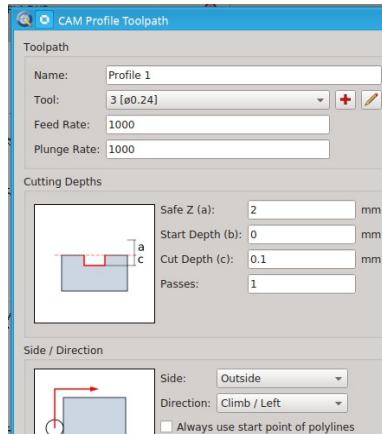 CAM Profile Toolpath
Toolpath
Name: Profile 1
Tool: 3 [ø0.24]
Feed Rate: 1000
Plunge Rate: 1000
Cutting Depths
Safe Z (a): 2 mm
a
Start Depth (b): 0 mm
c
Cut Depth (c): 0.1 mm
Passes: 1
Side / Direction
Side: Outside
Direction: Climb / Left
Always use start point of polylines